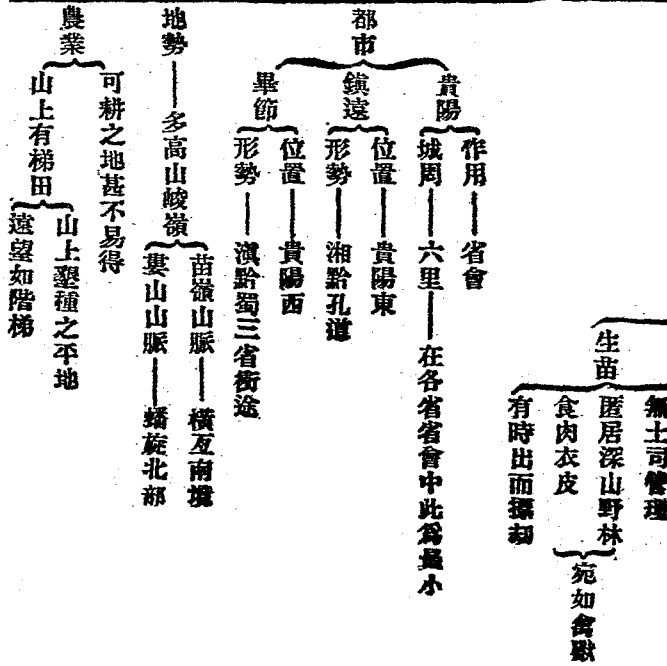 生苗
無土司管理
匿居深山野林
食肉衣皮
宛如禽獸
有時出而摽刼
都市
貴陽
作用
省會
城周
六里
在各省省會中此爲最小
鎮遠
位置
貴陽東
形勢
湘黔孔道
畢節
位置
貴陽西
形勢
滇黔蜀三省衝途
地勢
多高山峻嶺
苗嶺山脈
橫亙南境
婁山山脈
蟠旋北部
農業
可耕之地甚不易得
山上有梯田
山上墾種之平地
遠望如階梯